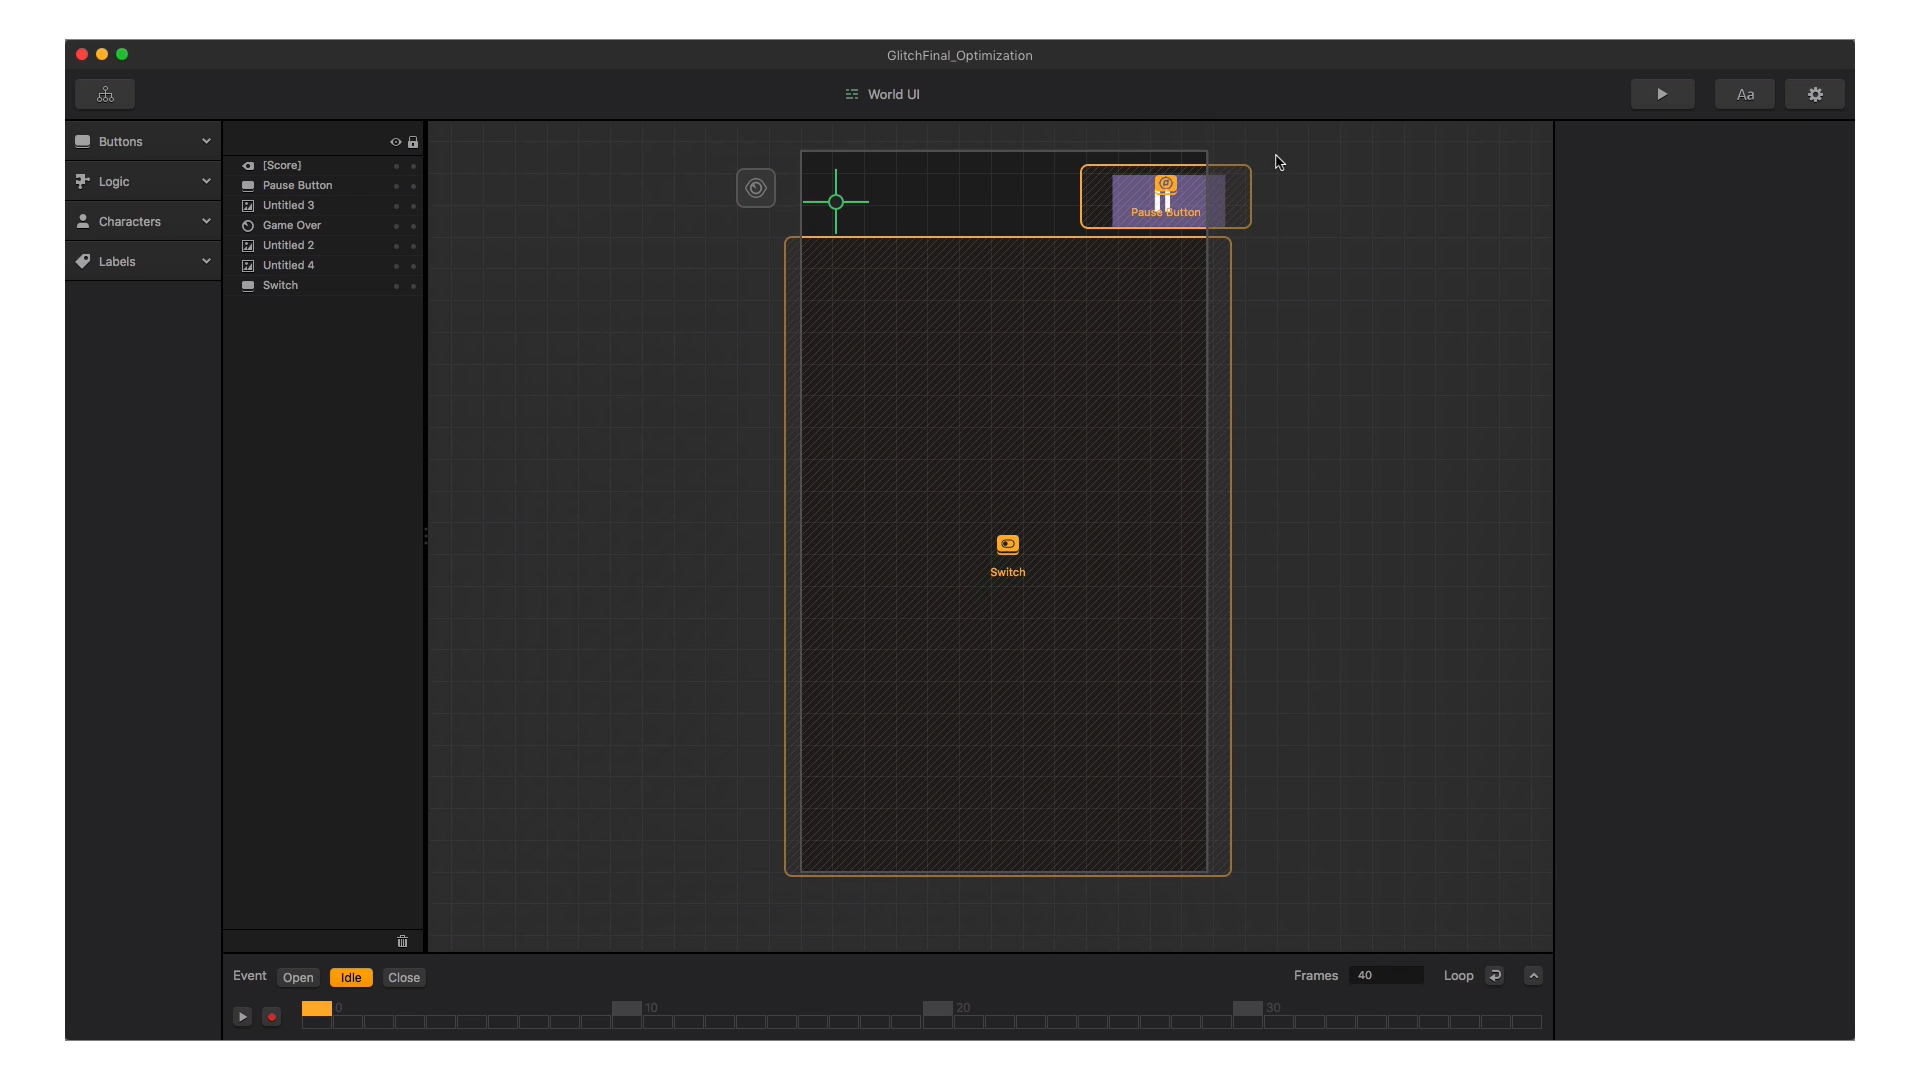 GlitchFinal_Optimization
World UI
Aa
Buttons
Logic
Characters
Labels
[Score]
Pause Button
Untitled 3
Game Over
Untitled 2
Untitled 4
Switch
Pause Button
Switch
Event Open Idle Close
Frames 40 Loop
0 10 20 30